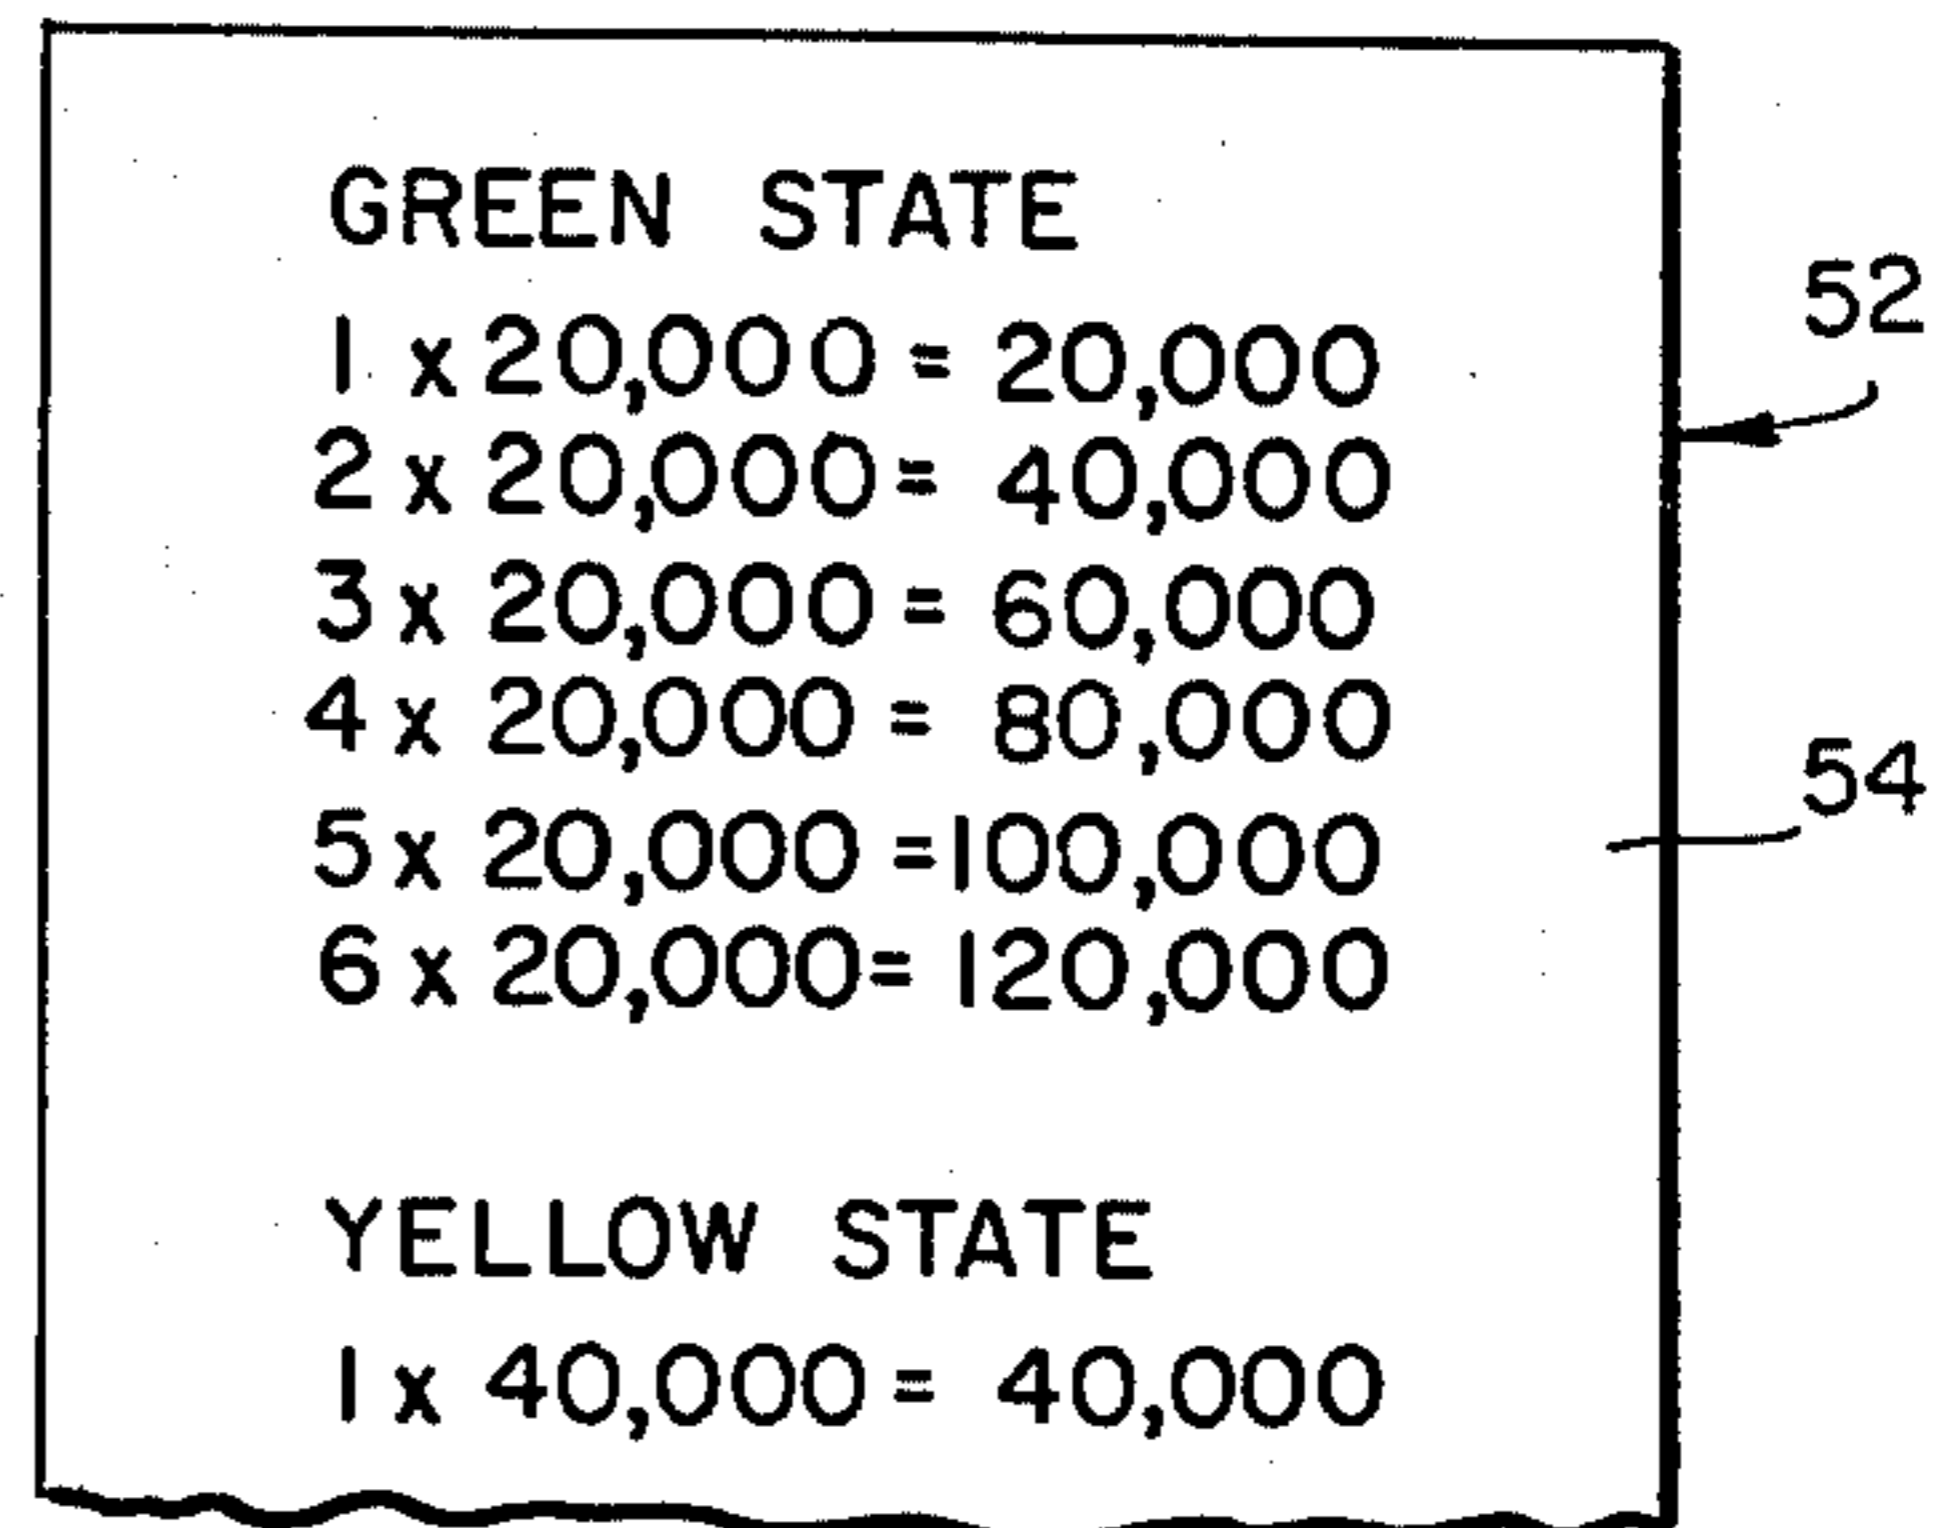 GREEN STATE
1 x 20,000 = 20,000
2 x 20,000 = 40,000
3 x 20,000 = 60,000
4 x 20,000 = 80,000
5 x 20,000 = 100,000
6 x 20,000 = 120,000
YELLOW STATE
1 x 40,000 = 40,000
52
54